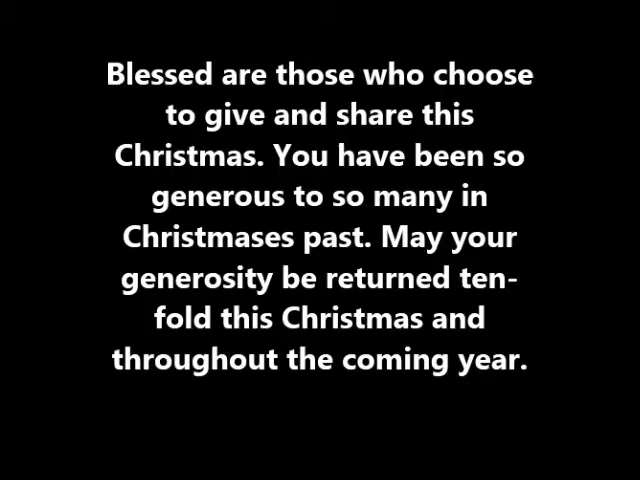 Blessed are those who choose
to give and share this
Christmas. You have been so
generous to so many in
Christmases past. May your
generosity be returned ten-
fold this Christmas and
throughout the coming year.